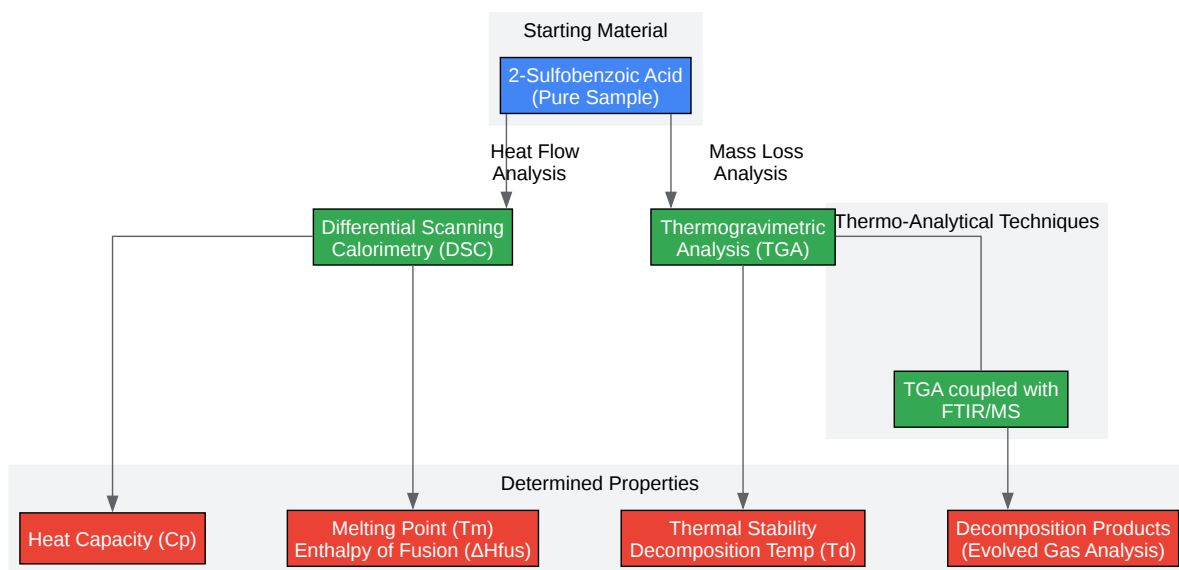 Starting Material
2-Sulfobenzoic Acid
(Pure Sample)
Heat Flow
Analysis
Mass Loss
Analysis
Differential Scanning
Calorimetry (DSC)
Thermogravimetric
Analysis (TGA)
Thermo-Analytical Techniques
TGA coupled with
FTIR/MS
Determined Properties
Heat Capacity (Cp)
Melting Point (Tm)
Enthalpy of Fusion (ΔHfus)
Thermal Stability
Decomposition Temp (Td)
Decomposition Products
(Evolved Gas Analysis)